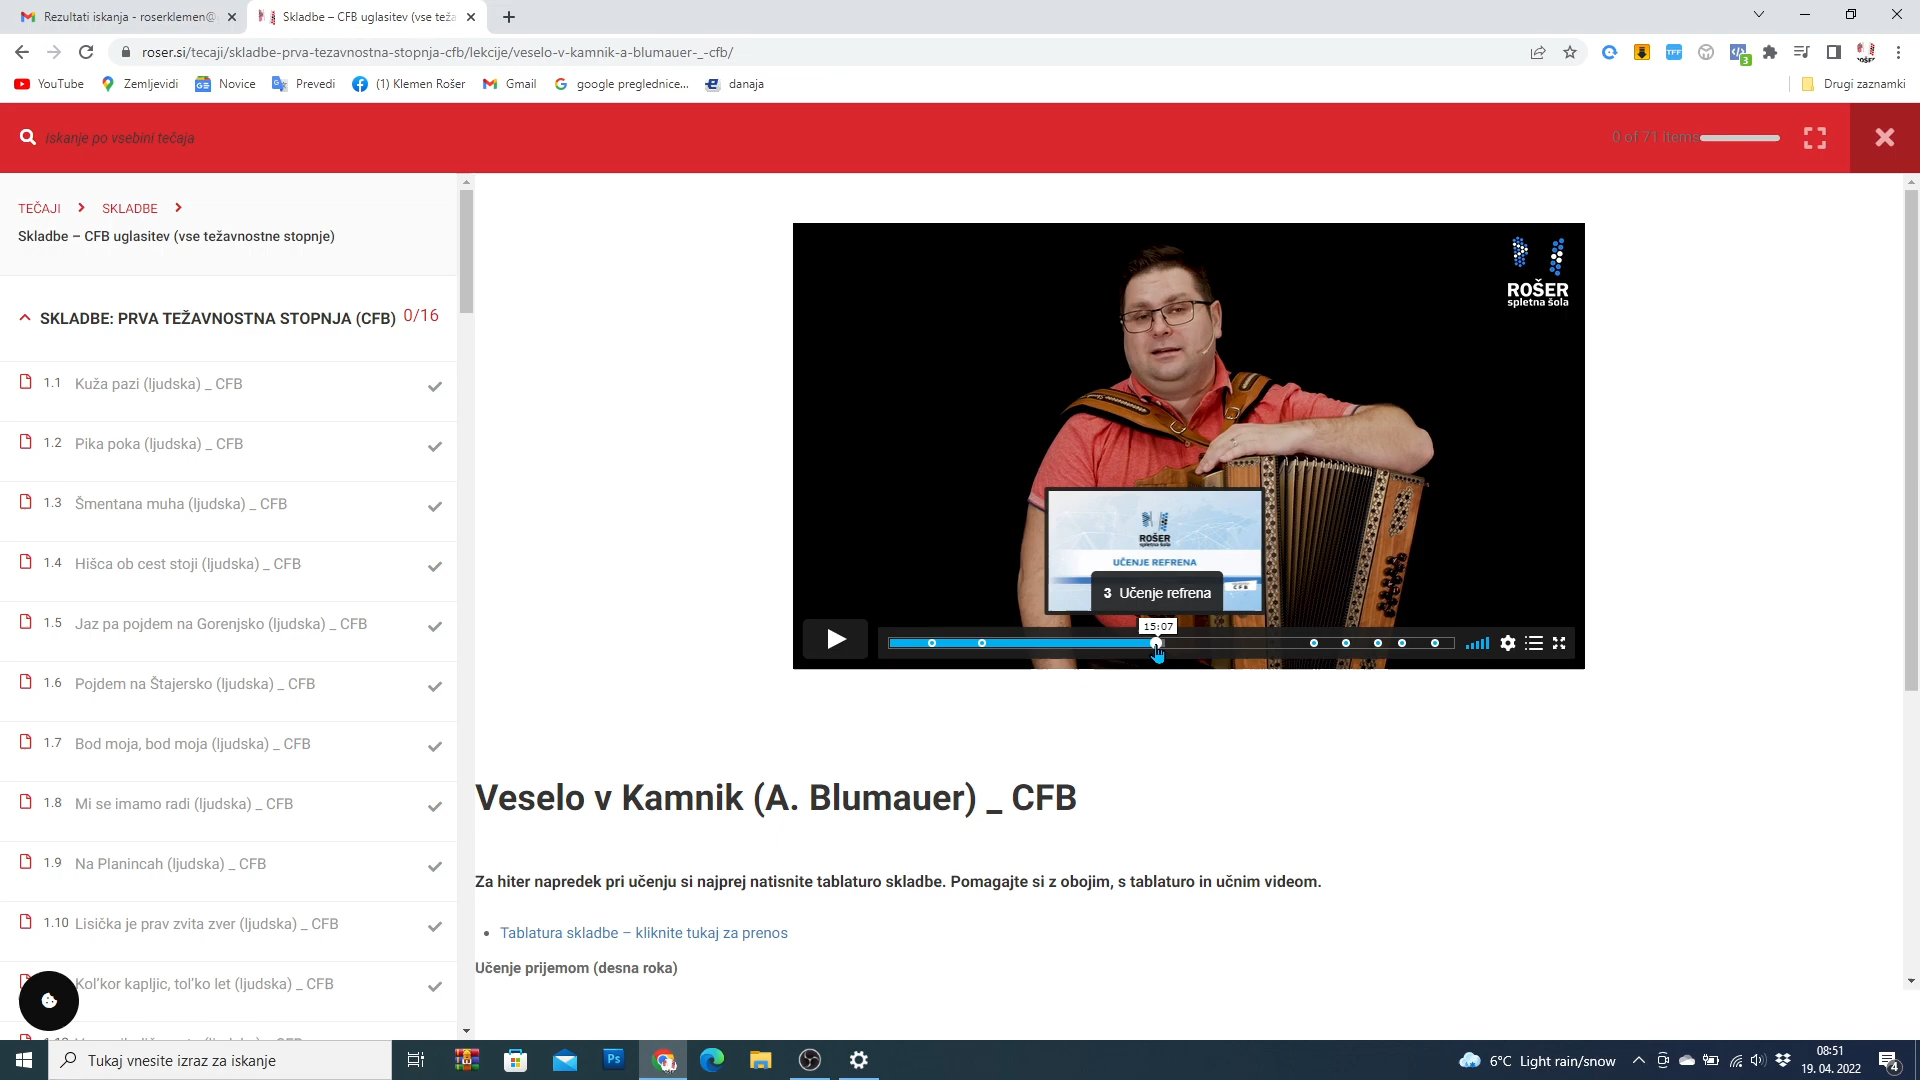 Rezultati iskanja - roserklemen@
Skladbe – CFB uglasitev (vse teža
roser.si/tecaji/skladbe-prva-tezavnostna-stopnja-cfb/lekcije/veselo-v-kamnik-a-blumauer-_-cfb/
TFF
3
YouTube
Zemljevidi
Novice
Prevedi
(1) Klemen Rošer
Gmail
google preglednice...
danaja
Drugi zaznamki
iskanje po vsebini tečaja
0 of 71 items
TEČAJI
SKLADBE
Skladbe – CFB uglasitev (vse težavnostne stopnje)
SKLADBE: PRVA TEŽAVNOSTNA STOPNJA (CFB) 0/16
1.1 Kuža pazi (ljudska) _ CFB
1.2 Pika poka (ljudska) _ CFB
1.3 Šmentana muha (ljudska) _ CFB
1.4 Hišca ob cest stoji (ljudska) _ CFB
1.5 Jaz pa pojdem na Gorenjsko (ljudska) _ CFB
1.6 Pojdem na Štajersko (ljudska) _ CFB
1.7 Bod moja, bod moja (ljudska) _ CFB
1.8 Mi se imamo radi (ljudska) _ CFB
1.9 Na Planincah (ljudska) _ CFB
1.10 Lisička je prav zvita zver (ljudska) _ CFB
Kol'kor kapljic, tol'ko let (ljudska) _ CFB
ROŠER
spletna šola
ROŠER
spletna šola
UČENJE REFRENA
CFB
3 Učenje refrena
15:07
Veselo v Kamnik (A. Blumauer) _ CFB
Za hiter napredek pri učenju si najprej natisnite tablaturo skladbe. Pomagajte si z obojim, s tablaturo in učnim videom.
Tablatura skladbe – kliknite tukaj za prenos
Učenje prijemom (desna roka)
Tukaj vnesite izraz za iskanje
Ps
6°C Light rain/snow
08:51
19. 04. 2022
4